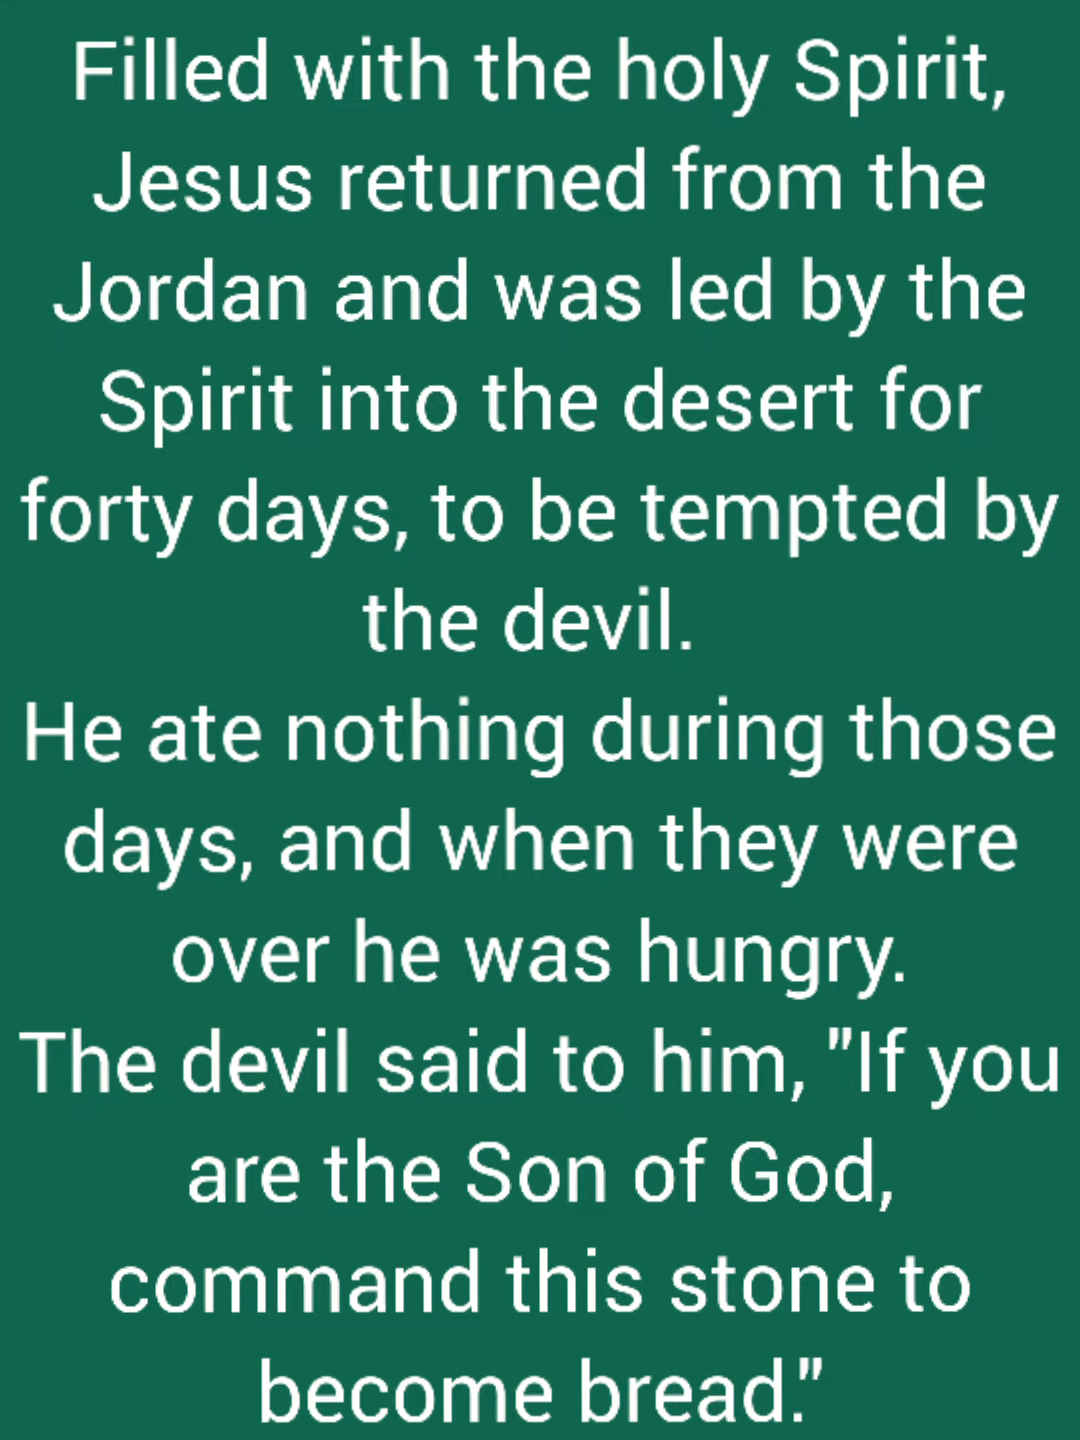 Filled with the holy Spirit,
Jesus returned from the
Jordan and was led by the
Spirit into the desert for
forty days, to be tempted by
the devil.
He ate nothing during those
days, and when they were
over he was hungry.
The devil said to him, "If you
are the Son of God,
command this stone to
become bread."